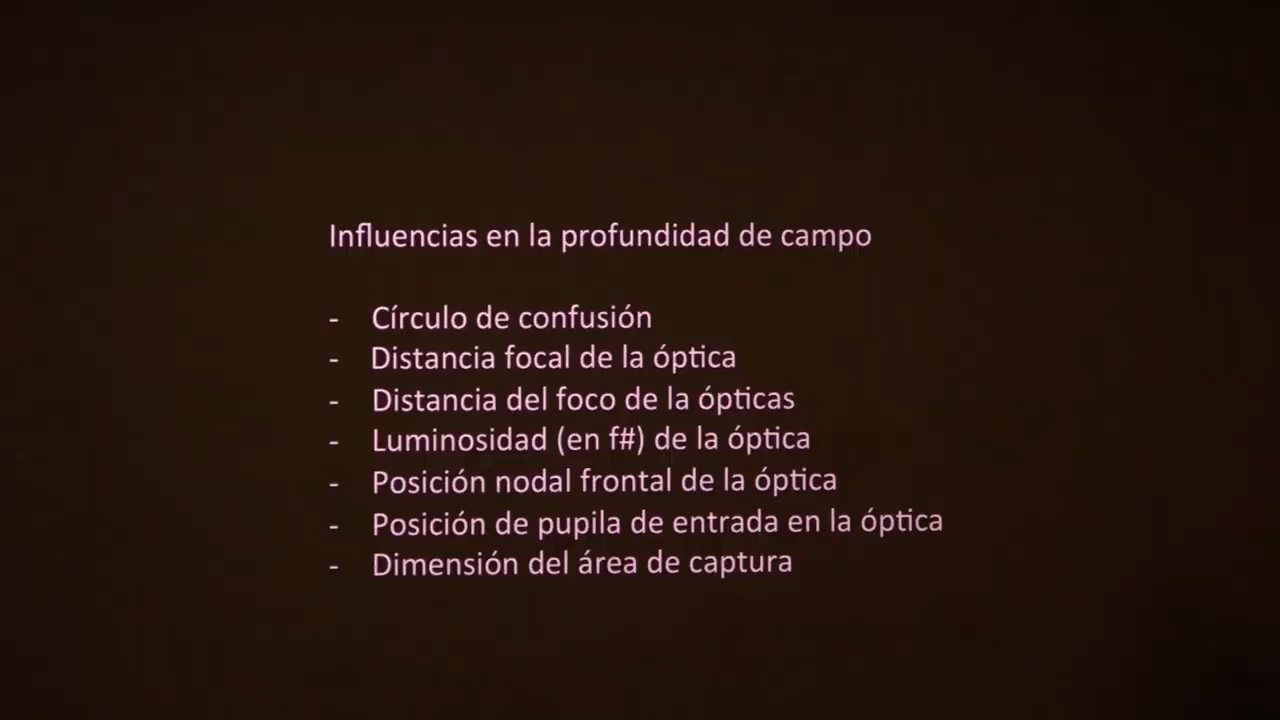 Influencias en la profundidad de campo
- Círculo de confusión
- Distancia focal de la óptica
- Distancia del foco de la ópticas
- Luminosidad (en f#) de la óptica
- Posición nodal frontal de la óptica
- Posición de pupila de entrada en la óptica
- Dimensión del área de captura